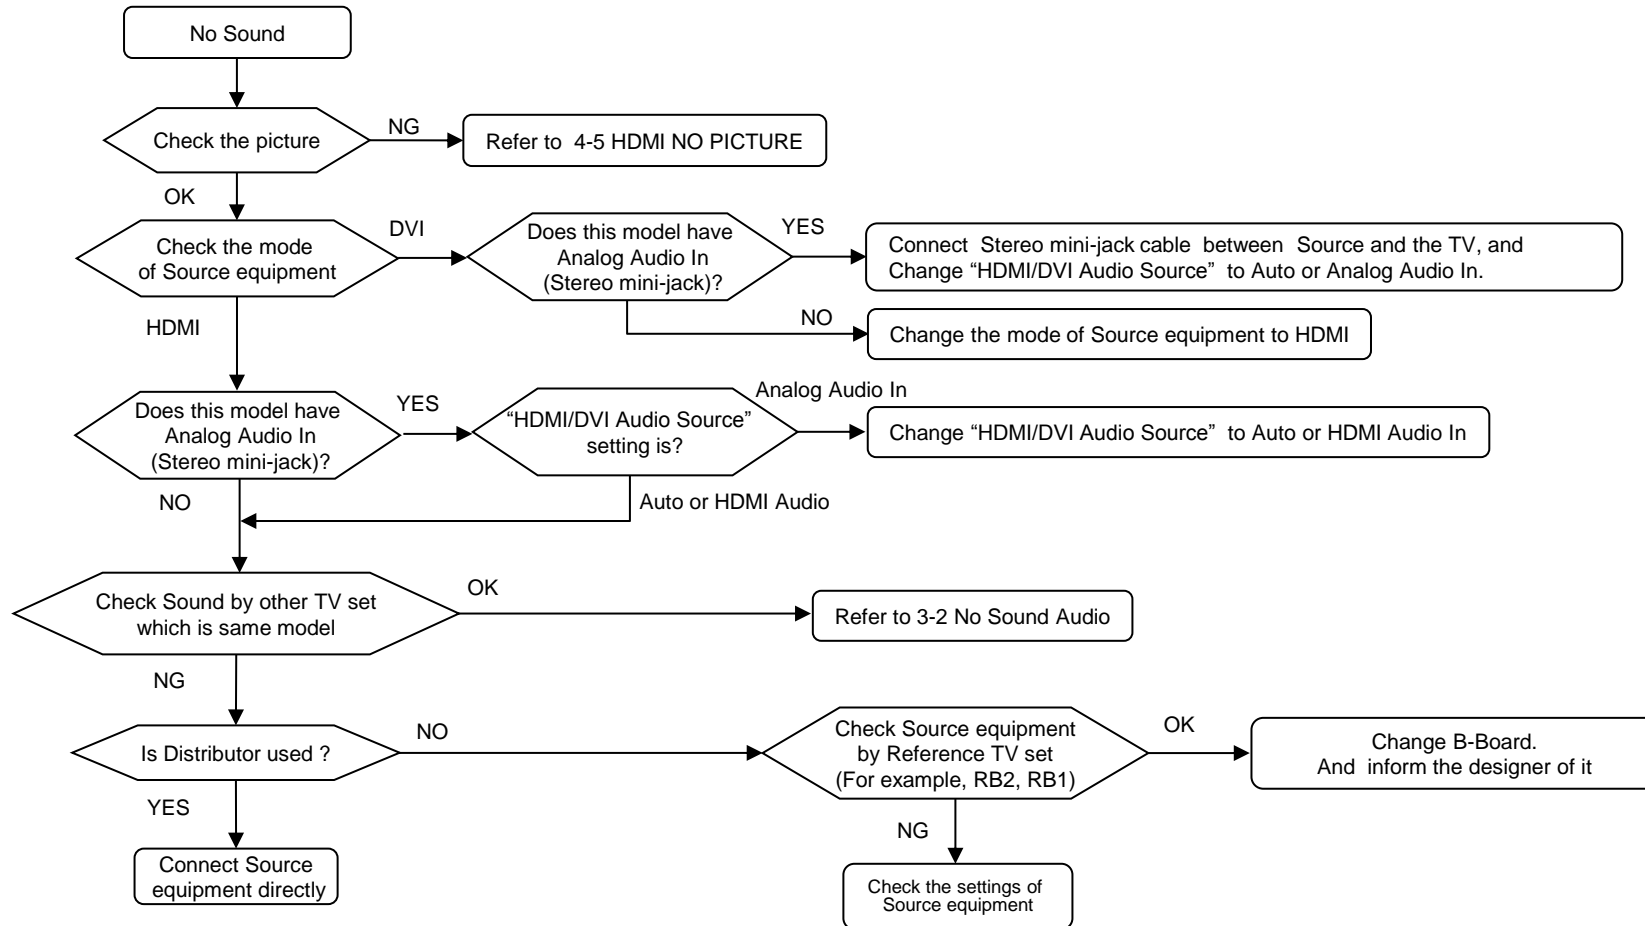 No Sound
Check the picture
NG
Refer to 4-5 HDMI NO PICTURE
OK
Check the mode
of Source equipment
DVI
Does this model have
Analog Audio In
(Stereo mini-jack)?
YES
Connect Stereo mini-jack cable between Source and the TV, and
Change “HDMI/DVI Audio Source” to Auto or Analog Audio In.
NO
Change the mode of Source equipment to HDMI
HDMI
Does this model have
Analog Audio In
(Stereo mini-jack)?
YES
“HDMI/DVI Audio Source”
setting is?
Analog Audio In
Change “HDMI/DVI Audio Source” to Auto or HDMI Audio In
NO
Auto or HDMI Audio
Check Sound by other TV set
which is same model
OK
Refer to 3-2 No Sound Audio
NG
Is Distributor used ?
NO
Check Source equipment
by Reference TV set
(For example, RB2, RB1)
OK
Change B-Board.
And inform the designer of it
YES
Connect Source
equipment directly
NG
Check the settings of
Source equipment